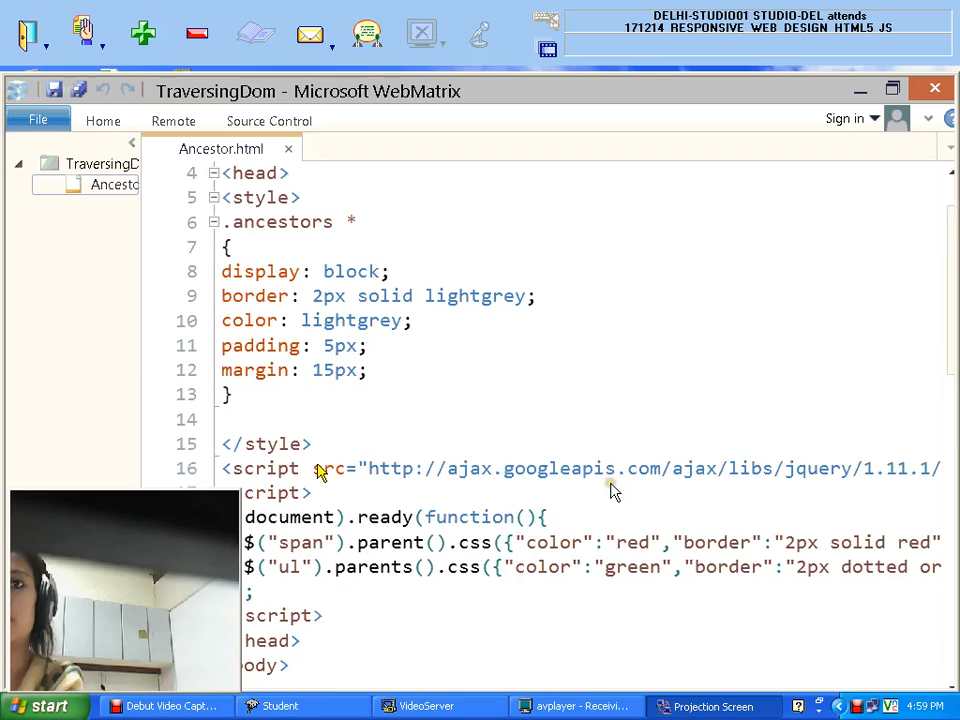 DELHI-STUDIO01 STUDIO-DEL attends
171214 RESPONSIVE WEB DESIGN HTML5 JS
TraversingDom - Microsoft WebMatrix
File Home Remote Source Control Sign in
Ancestor.html ×
TraversingD
Ancesto
4 <head>
5 <style>
6 .ancestors *
7 {
8 display: block;
9 border: 2px solid lightgrey;
10 color: lightgrey;
11 padding: 5px;
12 margin: 15px;
13 }
14
15 </style>
16 <script src="http://ajax.googleapis.com/ajax/libs/jquery/1.11.1/
script>
document).ready(function(){
$("span").parent().css({"color":"red","border":"2px solid red"
$("ul").parents().css({"color":"green","border":"2px dotted or
;
script>
head>
ody>
start Debut Video Capt... Student VideoServer avplayer - Receivi... Projection Screen 4:59 PM